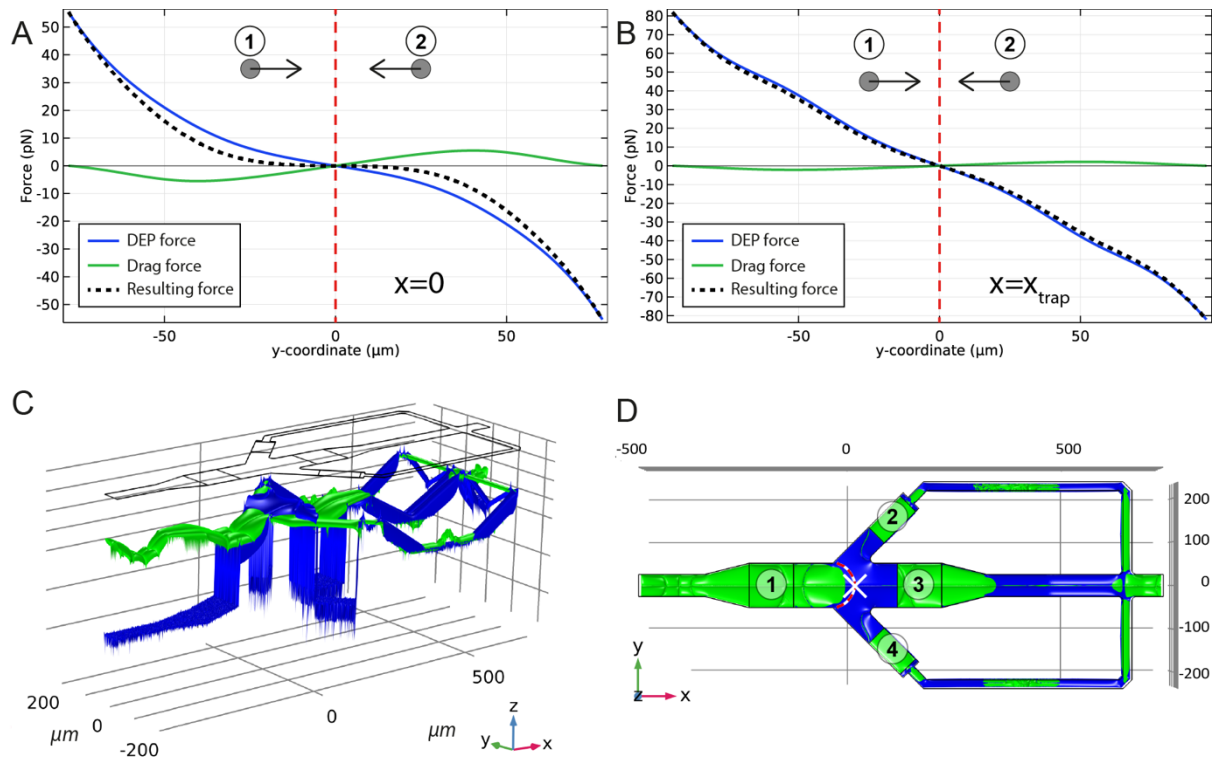 A
50
40
30
20
10
0
-10
-20
-30
-40
-50
Force (pN)
1
2
DEP force
Drag force
Resulting force
x=0
-50
0
50
y-coordinate (µm)
B
80
70
60
50
40
30
20
10
0
-10
-20
-30
-40
-50
-60
-70
-80
Force (pN)
1
2
DEP force
Drag force
Resulting force
x=xtrap
-50
0
50
y-coordinate (µm)
C
200
0
-200
µm
0
500
µm
z
y
x
D
-500
0
500
200
100
0
-100
-200
1
2
3
4
y
z
x